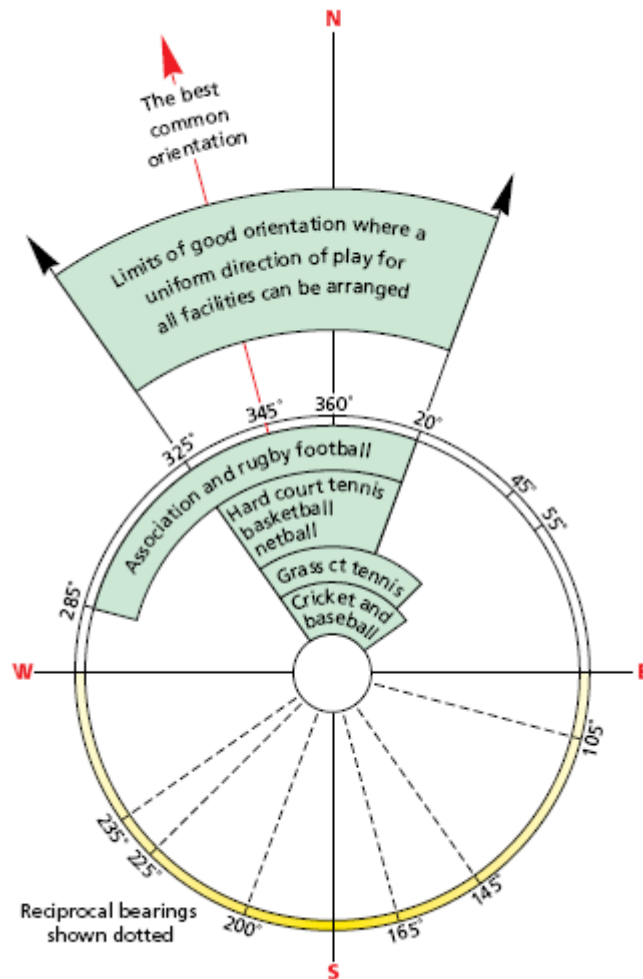 N
The best
common
orientation
Limits of good orientation where a
uniform direction of play for
all facilities can be arranged
325°
345°
360°
20°
45°
55°
285°
Association and rugby football
Hard court tennis
basketball
netball
Grass ct tennis
Cricket and
baseball
W
E
105°
235°
225°
200°
165°
145°
Reciprocal bearings
shown dotted
S